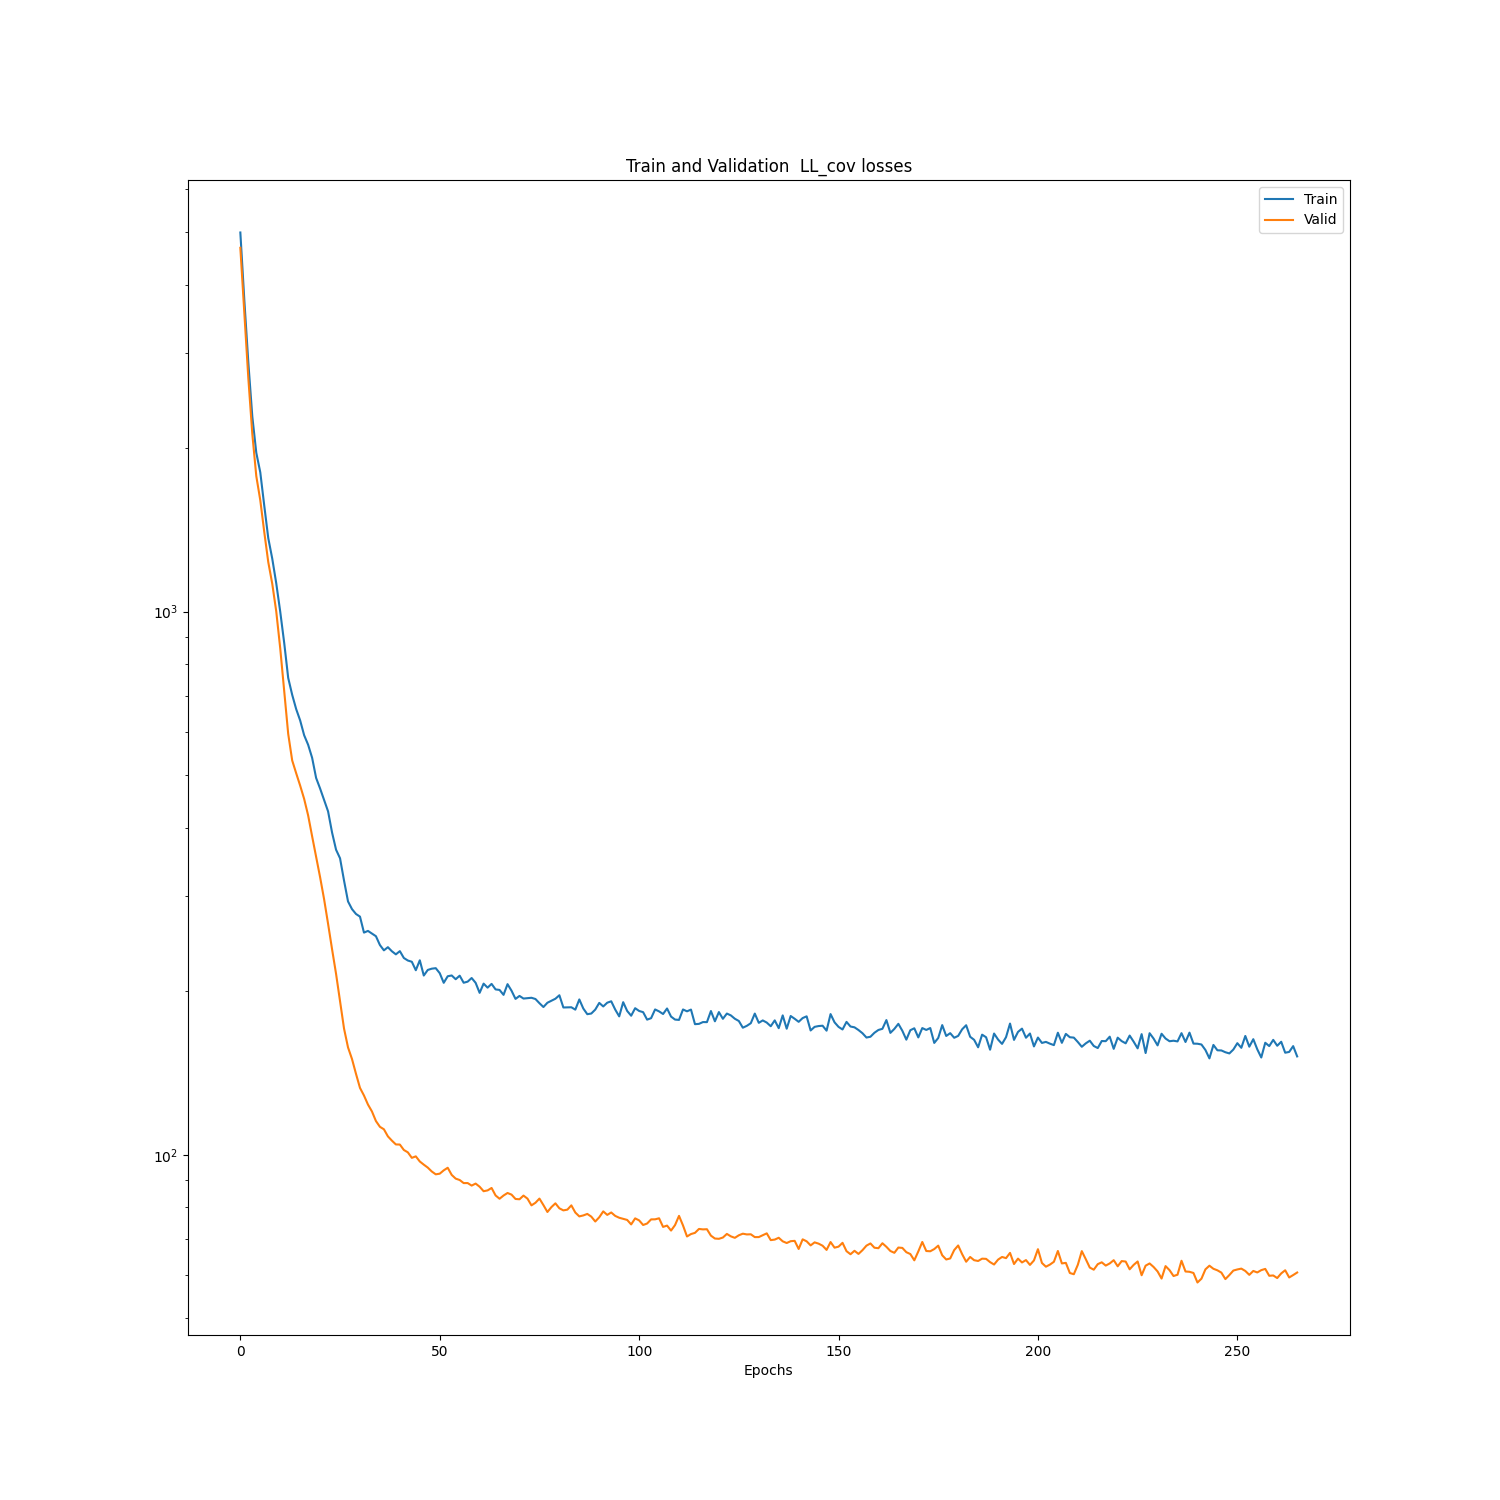 Train and Validation  LL_cov losses
Train
Valid
10³
10²
0 50 100 150 200 250
Epochs